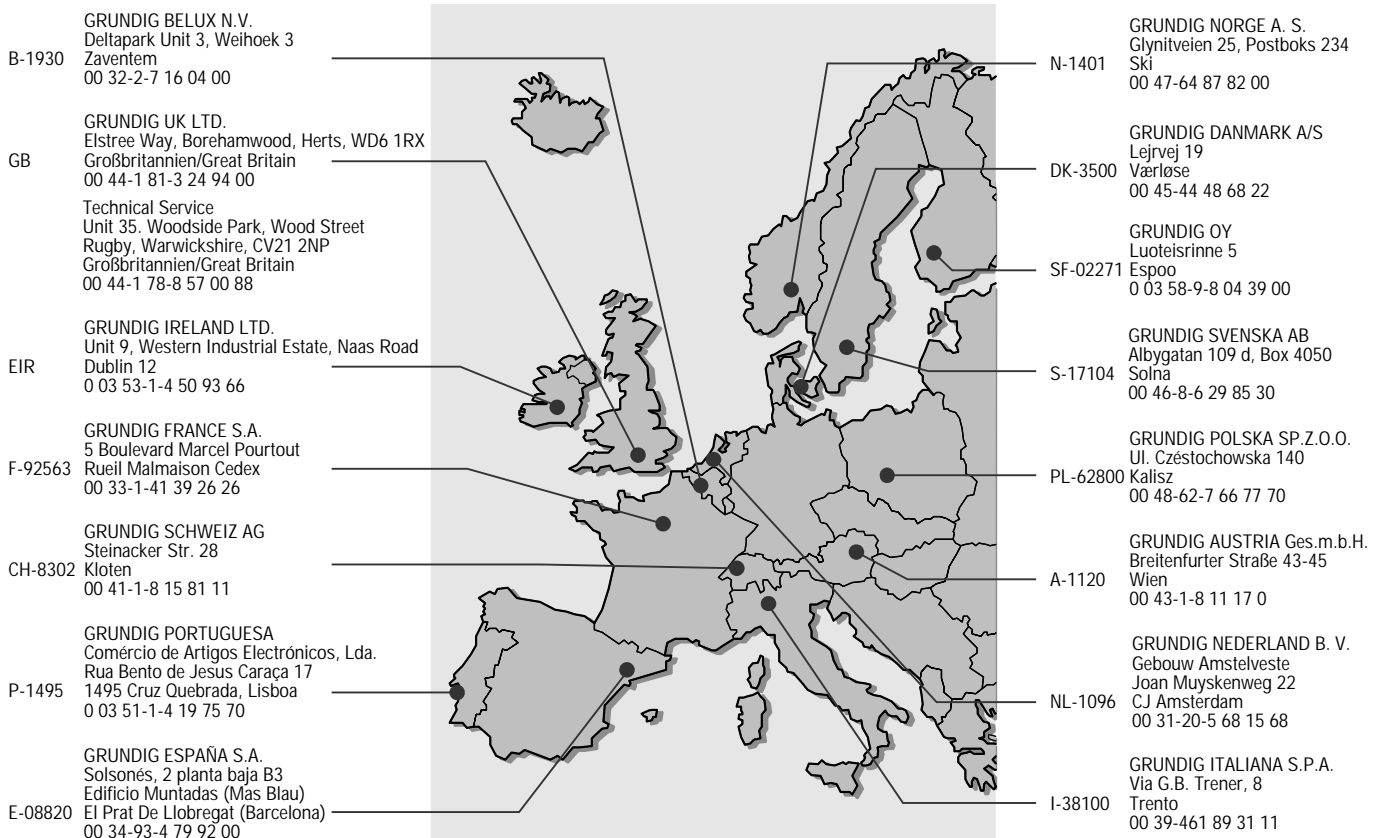 GRUNDIG BELUX N.V.
Deltapark Unit 3, Weihoek 3
B-1930 Zaventem
00 32-2-7 16 04 00
GRUNDIG UK LTD.
Elstree Way, Borehamwood, Herts, WD6 1RX
GB Großbritannien/Great Britain
00 44-1 81-3 24 94 00
Technical Service
Unit 35. Woodside Park, Wood Street
Rugby, Warwickshire, CV21 2NP
Großbritannien/Great Britain
00 44-1 78-8 57 00 88
GRUNDIG IRELAND LTD.
Unit 9, Western Industrial Estate, Naas Road
EIR Dublin 12
0 03 53-1-4 50 93 66
GRUNDIG FRANCE S.A.
5 Boulevard Marcel Pourtout
F-92563 Rueil Malmaison Cedex
00 33-1-41 39 26 26
GRUNDIG SCHWEIZ AG
Steinacker Str. 28
CH-8302 Kloten
00 41-1-8 15 81 11
GRUNDIG PORTUGUESA
Comércio de Artigos Electrónicos, Lda.
Rua Bento de Jesus Caraça 17
P-1495 1495 Cruz Quebrada, Lisboa
0 03 51-1-4 19 75 70
GRUNDIG ESPAÑA S.A.
Solsonés, 2 planta baja B3
Edificio Muntadas (Mas Blau)
E-08820 El Prat De Llobregat (Barcelona)
00 34-93-4 79 92 00
GRUNDIG NORGE A. S.
Glynitveien 25, Postboks 234
N-1401 Ski
00 47-64 87 82 00
GRUNDIG DANMARK A/S
Lejrvej 19
DK-3500 Værløse
00 45-44 48 68 22
GRUNDIG OY
Luoteisrinne 5
SF-02271 Espoo
0 03 58-9-8 04 39 00
GRUNDIG SVENSKA AB
Albygatan 109 d, Box 4050
S-17104 Solna
00 46-8-6 29 85 30
GRUNDIG POLSKA SP.Z.O.O.
Ul. Czéstochowska 140
PL-62800 Kalisz
00 48-62-7 66 77 70
GRUNDIG AUSTRIA Ges.m.b.H.
Breitenfurter Straße 43-45
A-1120 Wien
00 43-1-8 11 17 0
GRUNDIG NEDERLAND B. V.
Gebouw Amstelveste
Joan Muyskenweg 22
NL-1096 CJ Amsterdam
00 31-20-5 68 15 68
GRUNDIG ITALIANA S.P.A.
Via G.B. Trener, 8
I-38100 Trento
00 39-461 89 31 11